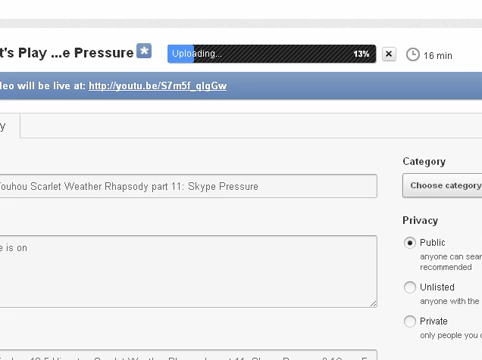 t's Play ...e Pressure
Uploading... 13% 16 min
eo will be live at: http://youtu.be/S7m5f_qIgGw
y
Category
Touhou Scarlet Weather Rhapsody part 11: Skype Pressure
Choose category
Privacy
e is on
Public
anyone can sear
recommended
Unlisted
anyone with the
Private
only people you c